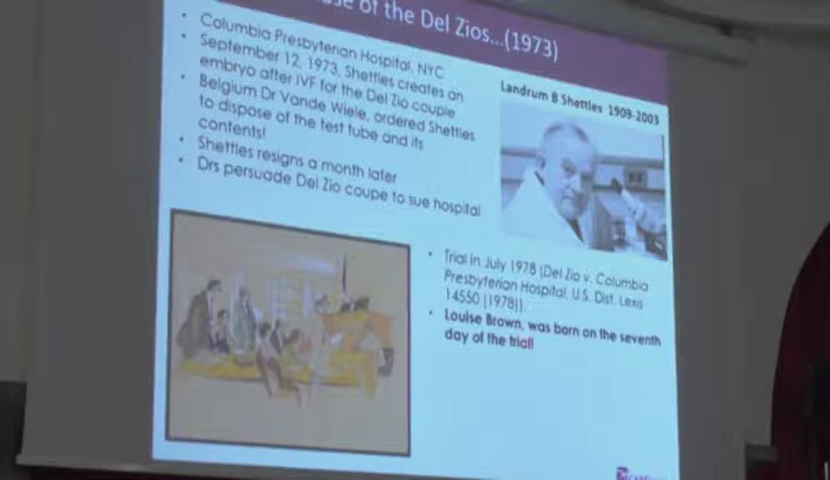 of the Del Zios...(1973)
• Columbia Presbyterian Hospital, NYC
• September 12, 1973, Shettles creates an
embryo after IVF for the Del Zio couple
• Belgium Dr Vande Wiele, ordered Shettles
to dispose of the test tube and its
contents!
• Shettles resigns a month later
• Drs persuade Del Zio coupe to sue hospital
Landrum B Shettles 1909-2003
• Trial in July 1978 (Del Zio v. Columbia
Presbyterian Hospital, U.S. Dist. Lexis
14550 (1978))
• Louise Brown, was born on the seventh
day of the trial!